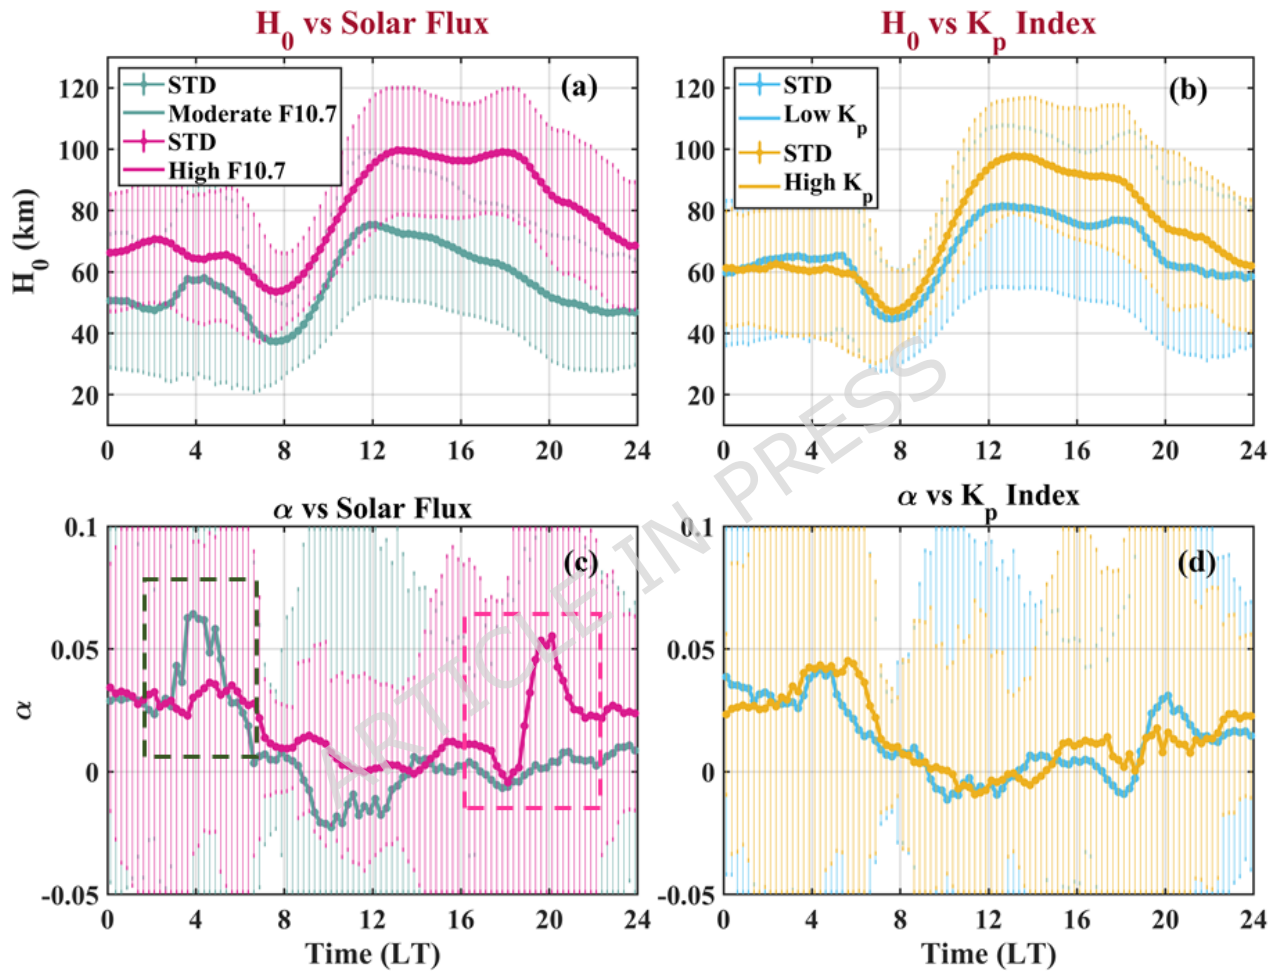 H0 vs Solar Flux
H0 vs Kp Index
(a)
STD
Moderate F10.7
STD
High F10.7
H0 (km)
120
100
80
60
40
20
0 4 8 12 16 20 24
(b)
STD
Low Kp
STD
High Kp
120
100
80
60
40
20
0 4 8 12 16 20 24
α vs Solar Flux
(c)
α
0.1
0.05
0
-0.05
0 4 8 12 16 20 24
Time (LT)
α vs Kp Index
(d)
0.1
0.05
0
-0.05
0 4 8 12 16 20 24
Time (LT)
ARTICLE IN PRESS